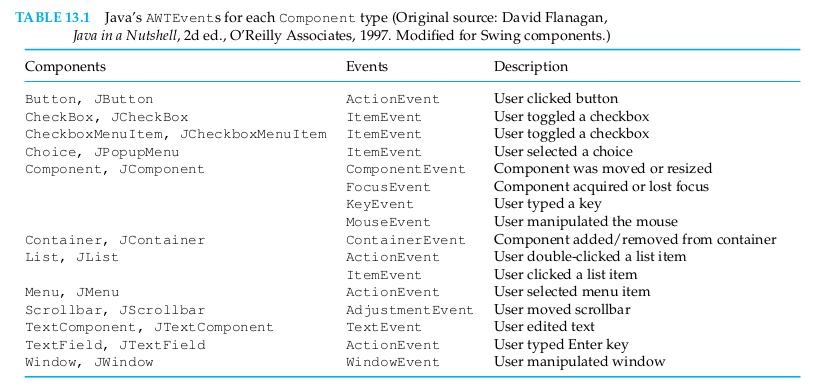 TABLE 13.1 Java's AWTEvents for each Component type (Original source: David Flanagan,
Java in a Nutshell, 2d ed., O'Reilly Associates, 1997. Modified for Swing components.)
Components Events Description
Button, JButton ActionEvent User clicked button
CheckBox, JCheckBox ItemEvent User toggled a checkbox
CheckboxMenuItem, JCheckboxMenuItem ItemEvent User toggled a checkbox
Choice, JPopupMenu ItemEvent User selected a choice
Component, JComponent ComponentEvent Component was moved or resized
FocusEvent Component acquired or lost focus
KeyEvent User typed a key
MouseEvent User manipulated the mouse
Container, JContainer ContainerEvent Component added/removed from container
List, JList ActionEvent User double-clicked a list item
ItemEvent User clicked a list item
Menu, JMenu ActionEvent User selected menu item
Scrollbar, JScrollbar AdjustmentEvent User moved scrollbar
TextComponent, JTextComponent TextEvent User edited text
TextField, JTextField ActionEvent User typed Enter key
Window, JWindow WindowEvent User manipulated window